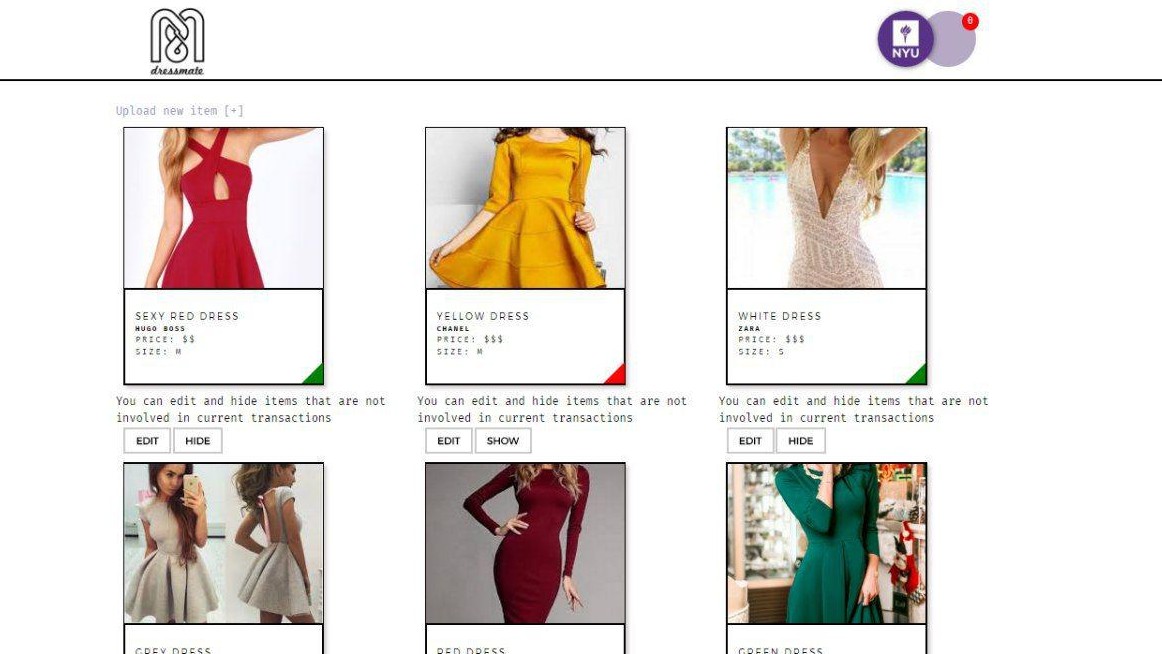 dressmate
NYU
0
Upload new item [+]
SEXY RED DRESS
HUGO BOSS
PRICE: $$
SIZE: M
YELLOW DRESS
CHANEL
PRICE: $$$
SIZE: M
WHITE DRESS
ZARA
PRICE: $$$
SIZE: S
You can edit and hide items that are not
involved in current transactions
EDIT HIDE
You can edit and hide items that are not
involved in current transactions
EDIT SHOW
You can edit and hide items that are not
involved in current transactions
EDIT HIDE
GREY DRESS
RED DRESS
GREEN DRESS